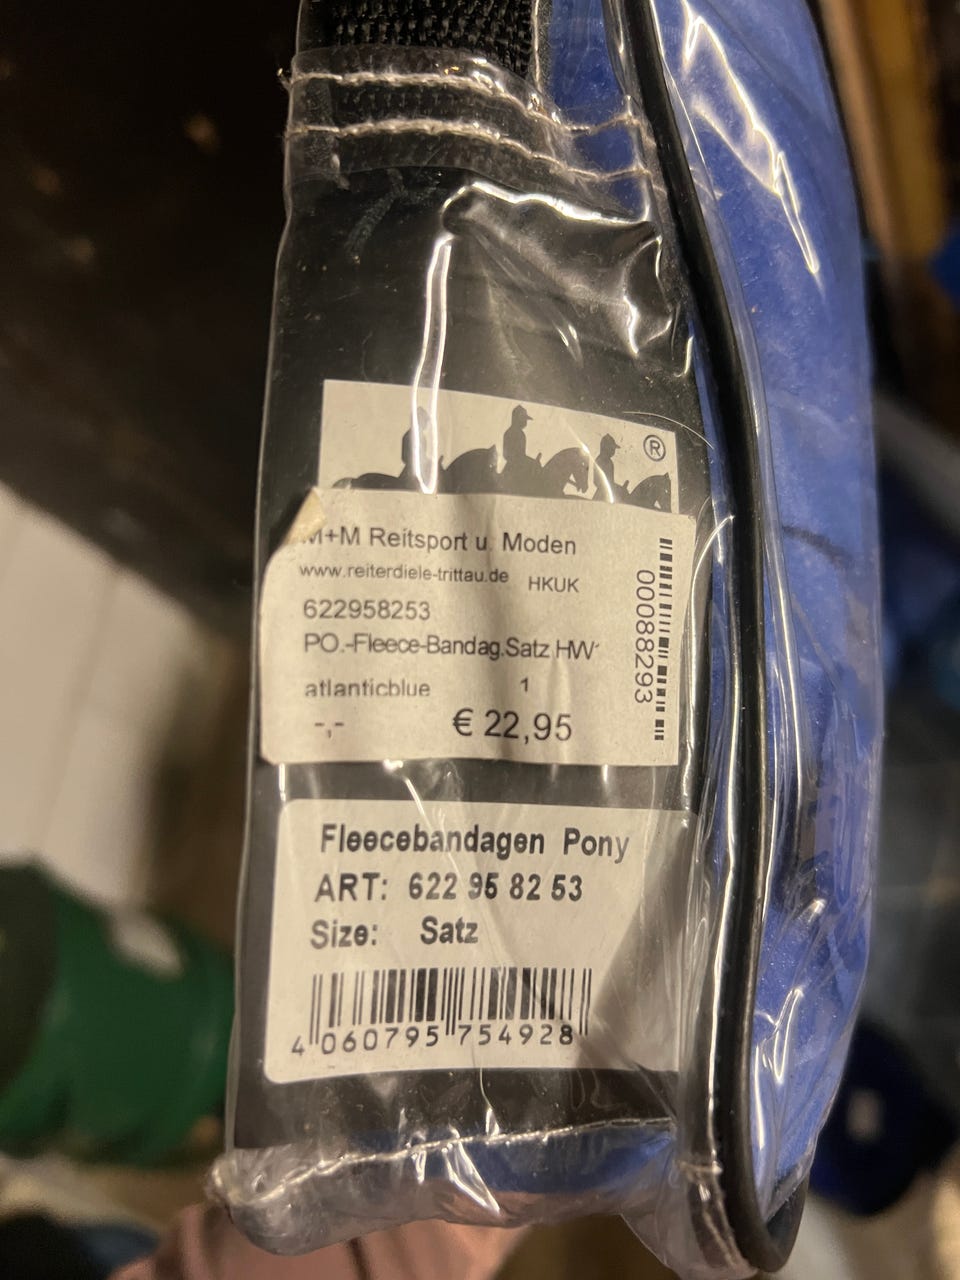 ®
M+M Reitsport u. Moden
www.reiterdiele-trittau.de HKUK
622958253
PO.-Fleece-Bandag.Satz HW
atlanticblue 1
-,- € 22,95
00088293
Fleecebandagen Pony
ART: 622 95 82 53
Size: Satz
4 060795 754928